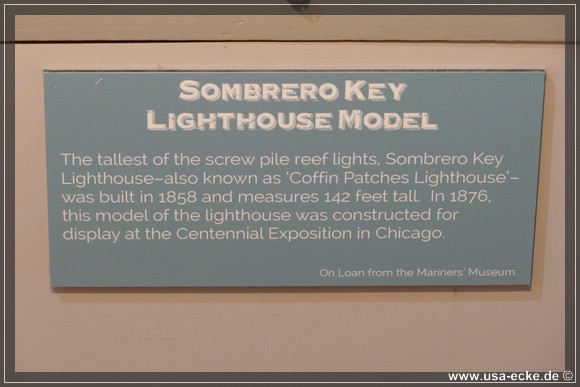 Sombrero Key
Lighthouse Model
The tallest of the screw pile reef lights, Sombrero Key
Lighthouse–also known as ‘Coffin Patches Lighthouse’–
was built in 1858 and measures 142 feet tall. In 1876,
this model of the lighthouse was constructed for
display at the Centennial Exposition in Chicago.
On Loan from the Mariners’ Museum
www.usa-ecke.de ©